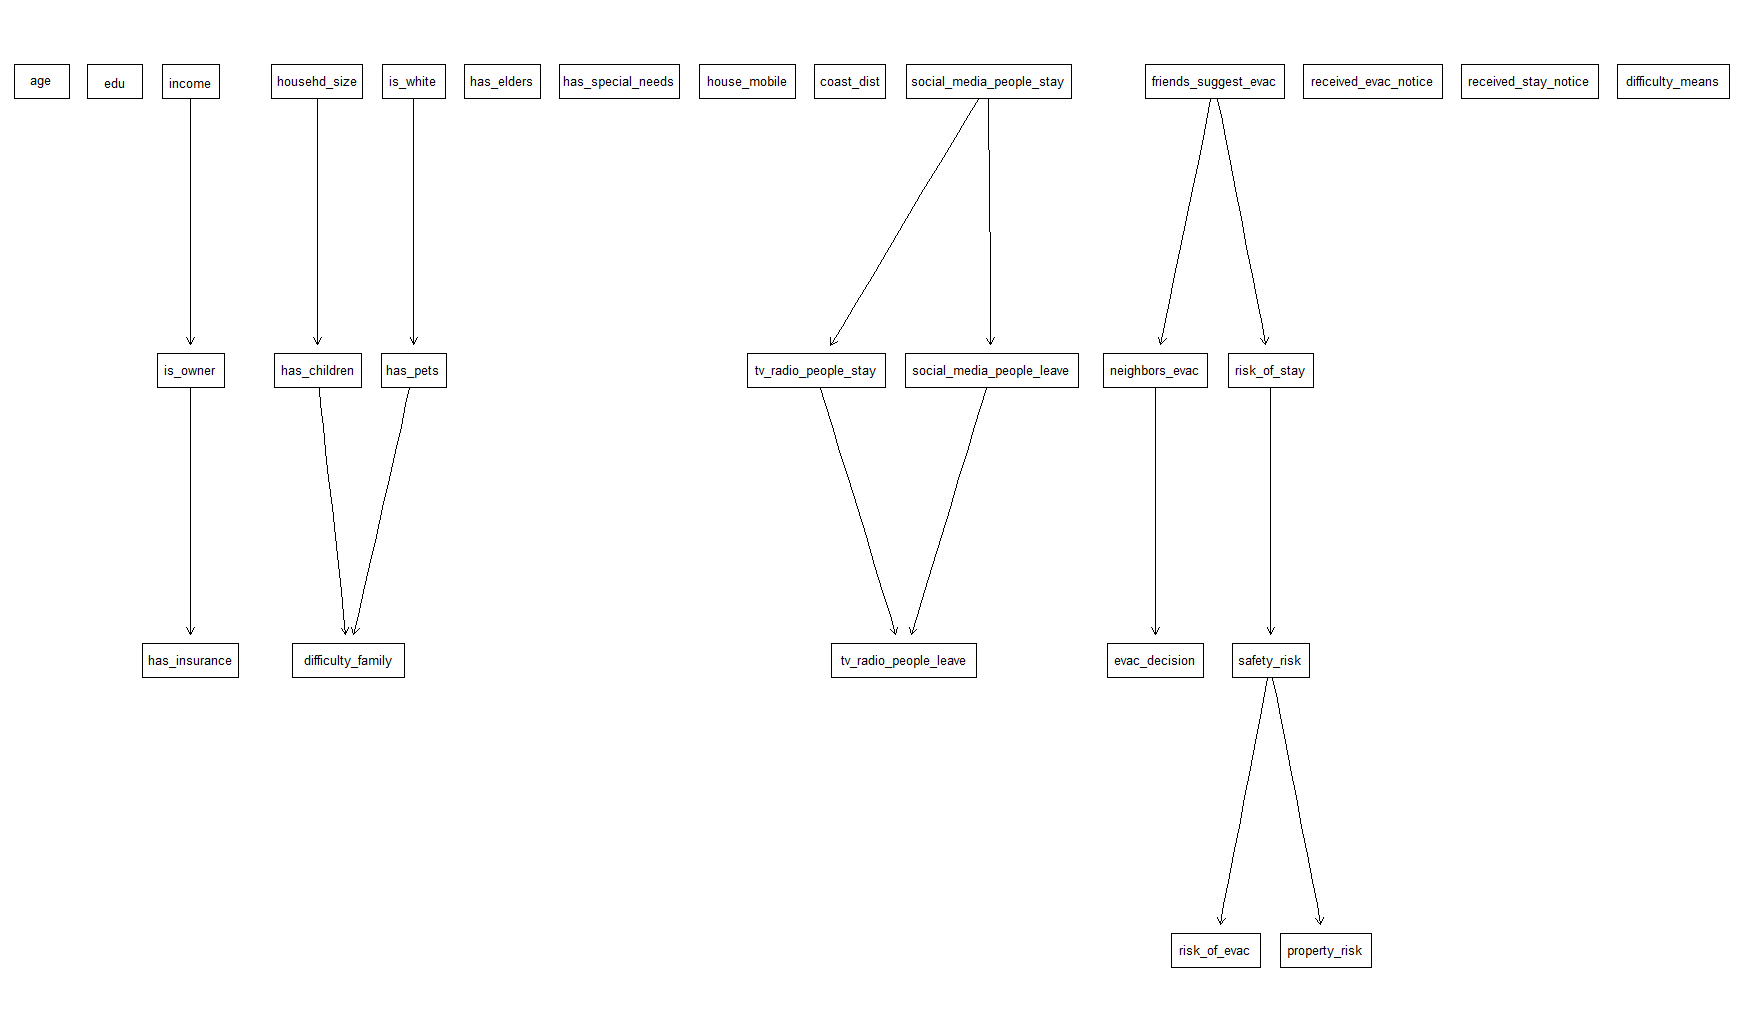 age
edu
income
househd_size
is_white
has_elders
has_special_needs
house_mobile
coast_dist
social_media_people_stay
friends_suggest_evac
received_evac_notice
received_stay_notice
difficulty_means
is_owner
has_children
has_pets
tv_radio_people_stay
social_media_people_leave
neighbors_evac
risk_of_stay
has_insurance
difficulty_family
tv_radio_people_leave
evac_decision
safety_risk
risk_of_evac
property_risk